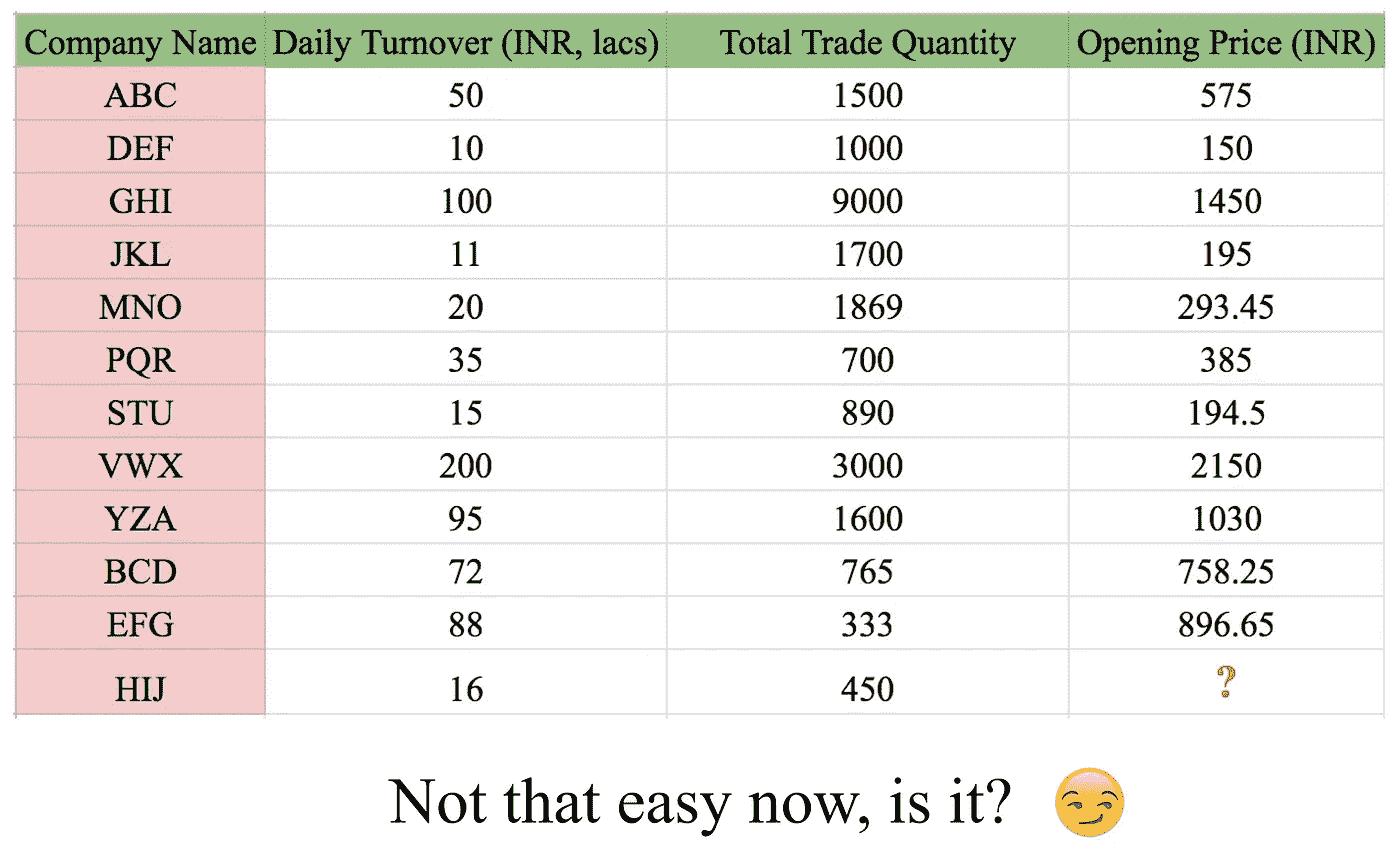 Company Name Daily Turnover (INR, lacs) Total Trade Quantity Opening Price (INR)
ABC 50 1500 575
DEF 10 1000 150
GHI 100 9000 1450
JKL 11 1700 195
MNO 20 1869 293.45
PQR 35 700 385
STU 15 890 194.5
VWX 200 3000 2150
YZA 95 1600 1030
BCD 72 765 758.25
EFG 88 333 896.65
HIJ 16 450 ?
Not that easy now, is it?